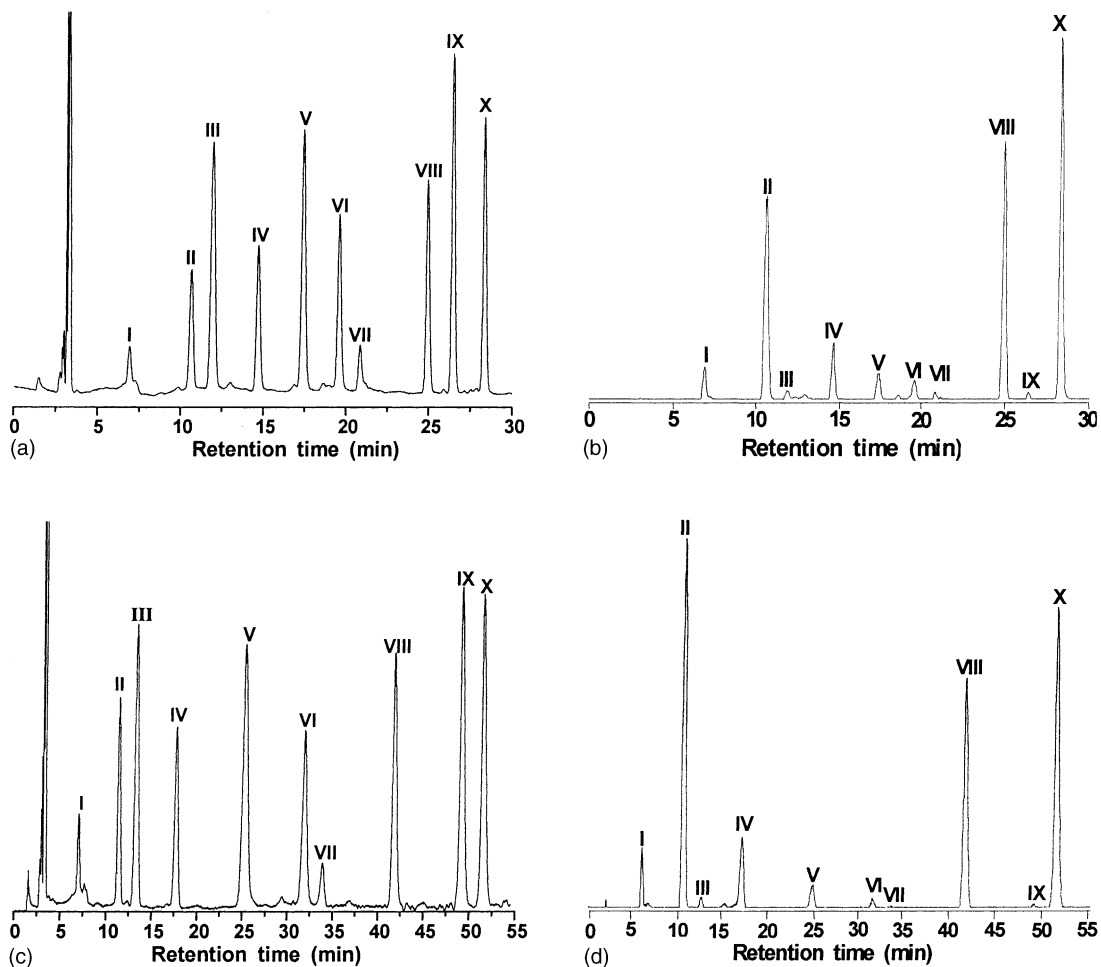 I
II
III
IV
V
VI
VII
VIII
IX
X
0 5 10 15 20 25 30
(a) Retention time (min)
I
II
III
IV
V
VI
VII
VIII
IX
X
0 5 10 15 20 25 30
(b) Retention time (min)
I
II
III
IV
V
VI
VII
VIII
IX
X
0 5 10 15 20 25 30 35 40 45 50 55
(c) Retention time (min)
I
II
III
IV
V
VI
VII
VIII
IX
X
0 5 10 15 20 25 30 35 40 45 50 55
(d) Retention time (min)